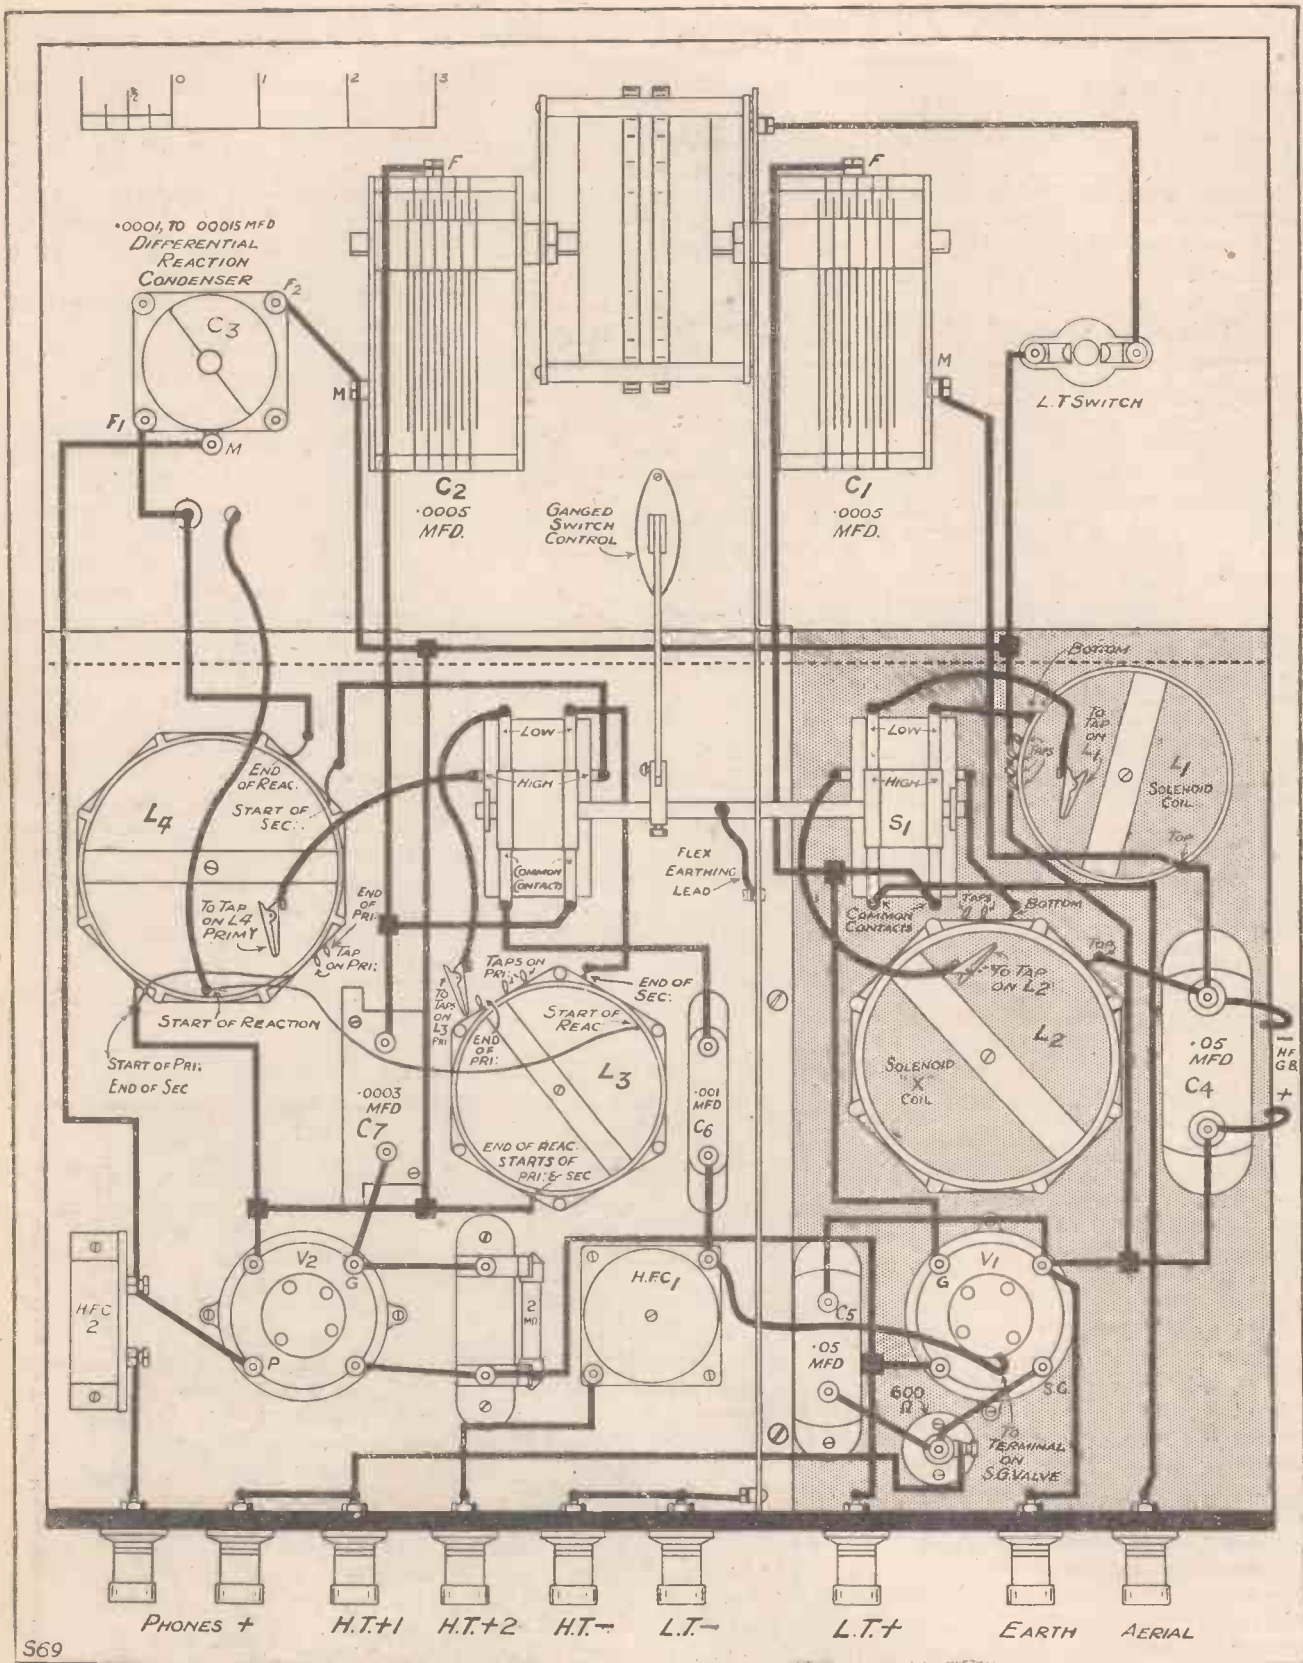 ½ 0 1 2 3
F
F
.0001, TO 00015 MFD
DIFFERENTIAL
REACTION
CONDENSER
F2
C3
M
M
L.T SWITCH
F1
M
C2
.0005
MFD.
C1
.0005
MFD.
GANGED
SWITCH
CONTROL
BOTTOM
LOW
HIGH
COMMON
CONTACTS
LOW
HIGH
S1
COMMON
CONTACTS
TO
TAP
ON
L1
TAPS
L1
SOLENOID
COIL
TOP
END
OF REAC.
START OF
SEC:
L4
FLEX
EARTHING
LEAD
TO TAP
ON L4
PRIMY
END
OF
PRI:
TAP
ON PRI:
TAPS
BOTTOM
TOP
TO TAP
ON L2
TAPS ON
PRI:
END OF
SEC:
START OF
REAC
TO
TAPS
ON
L3
PRI
END
OF
PRI:
START OF REACTION
START OF PRI:
END OF SEC
L3
L2
SOLENOID
"X"
COIL
.0003
MFD
C7
.001
MFD
C6
.05
MFD
C4
−
H.F.
G.B.
+
END OF REAC.
STARTS OF
PRI: & SEC
H.F.C
2
V2
G
P
2
MΩ
H.F.C1
C5
.05
MFD
V1
G
S.G.
600
Ω
TO
TERMINAL
ON
S.G. VALVE
PHONES +
H.T.+1
H.T.+2
H.T.−
L.T.−
L.T.+
EARTH
AERIAL
S69